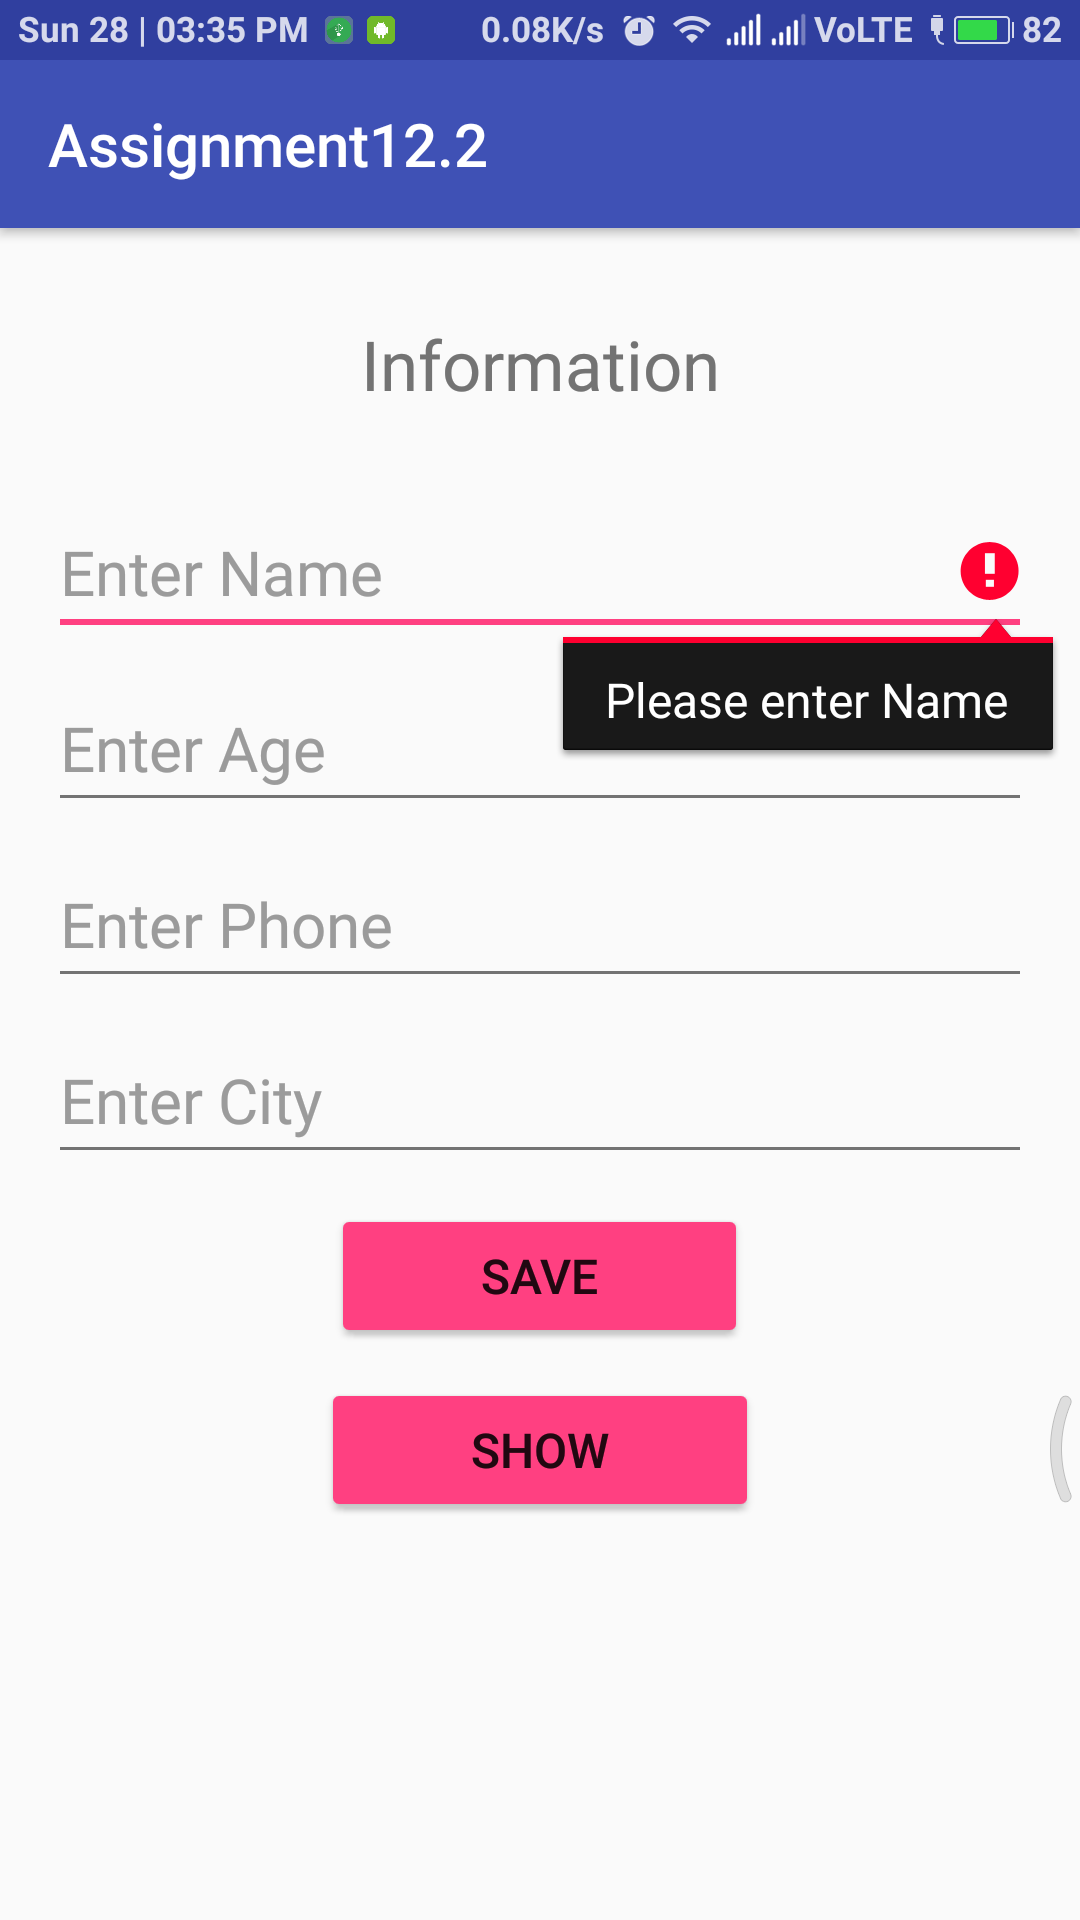 Sun 28 | 03:35 PM 0.08K/s VoLTE 82
Assignment12.2
Information
Enter Name
Please enter Name
Enter Age
Enter Phone
Enter City
SAVE
SHOW